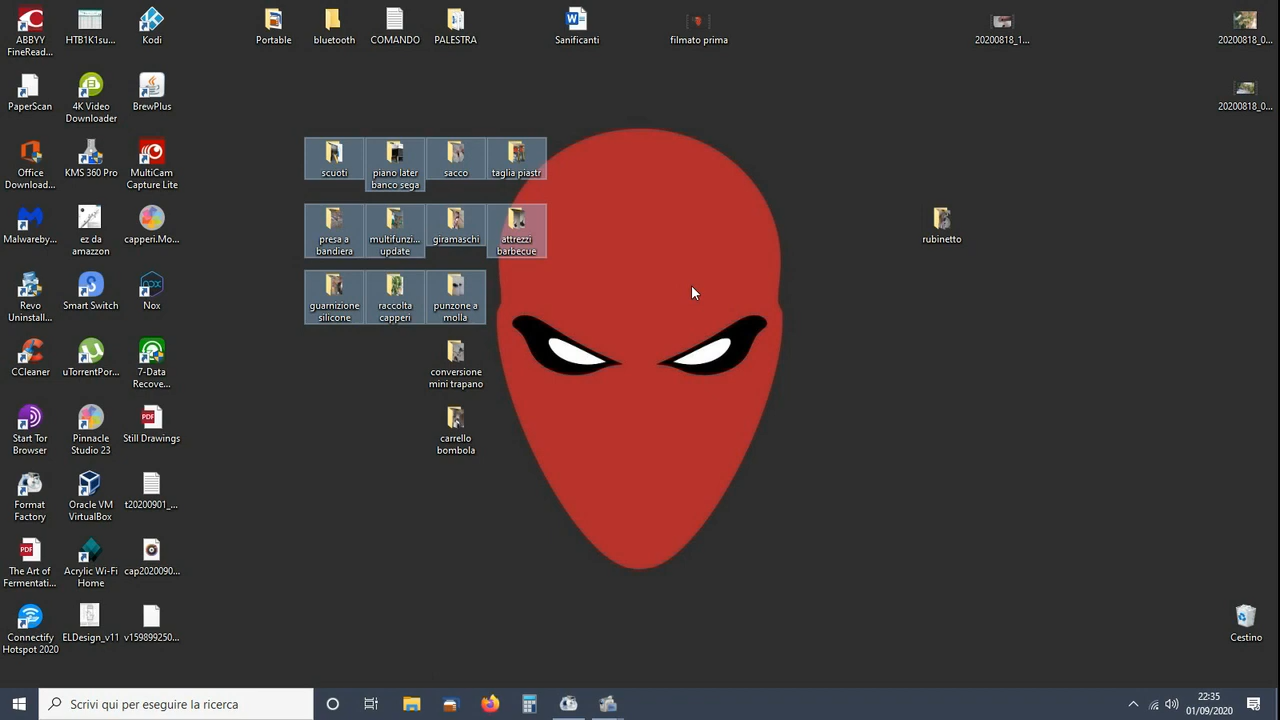 ABBYY
FineRead...
HTB1K1su...
Kodi
Portable
bluetooth
COMANDO
PALESTRA
Sanificanti
filmato prima
20200818_1...
20200818_0...
PaperScan
4K Video
Downloader
BrewPlus
20200818_0...
Office
Download...
KMS 360 Pro
MultiCam
Capture Lite
scuoti
piano later
banco sega
sacco
taglia piastr
Malwareby...
ez da
amazzon
capperi.Mo...
presa a
bandiera
multifunzi...
update
giramaschi
attrezzi
barbecue
rubinetto
Revo
Uninstall...
Smart Switch
Nox
guarnizione
silicone
raccolta
capperi
punzone a
molla
CCleaner
uTorrentPor...
7-Data
Recove...
conversione
mini trapano
Start Tor
Browser
Pinnacle
Studio 23
Still Drawings
carrello
bombola
Format
Factory
Oracle VM
VirtualBox
t20200901_...
The Art of
Fermentati...
Acrylic Wi-Fi
Home
cap2020090...
Connectify
Hotspot 2020
ELDesign_v11
v159899250...
Cestino
Scrivi qui per eseguire la ricerca
22:35
01/09/2020